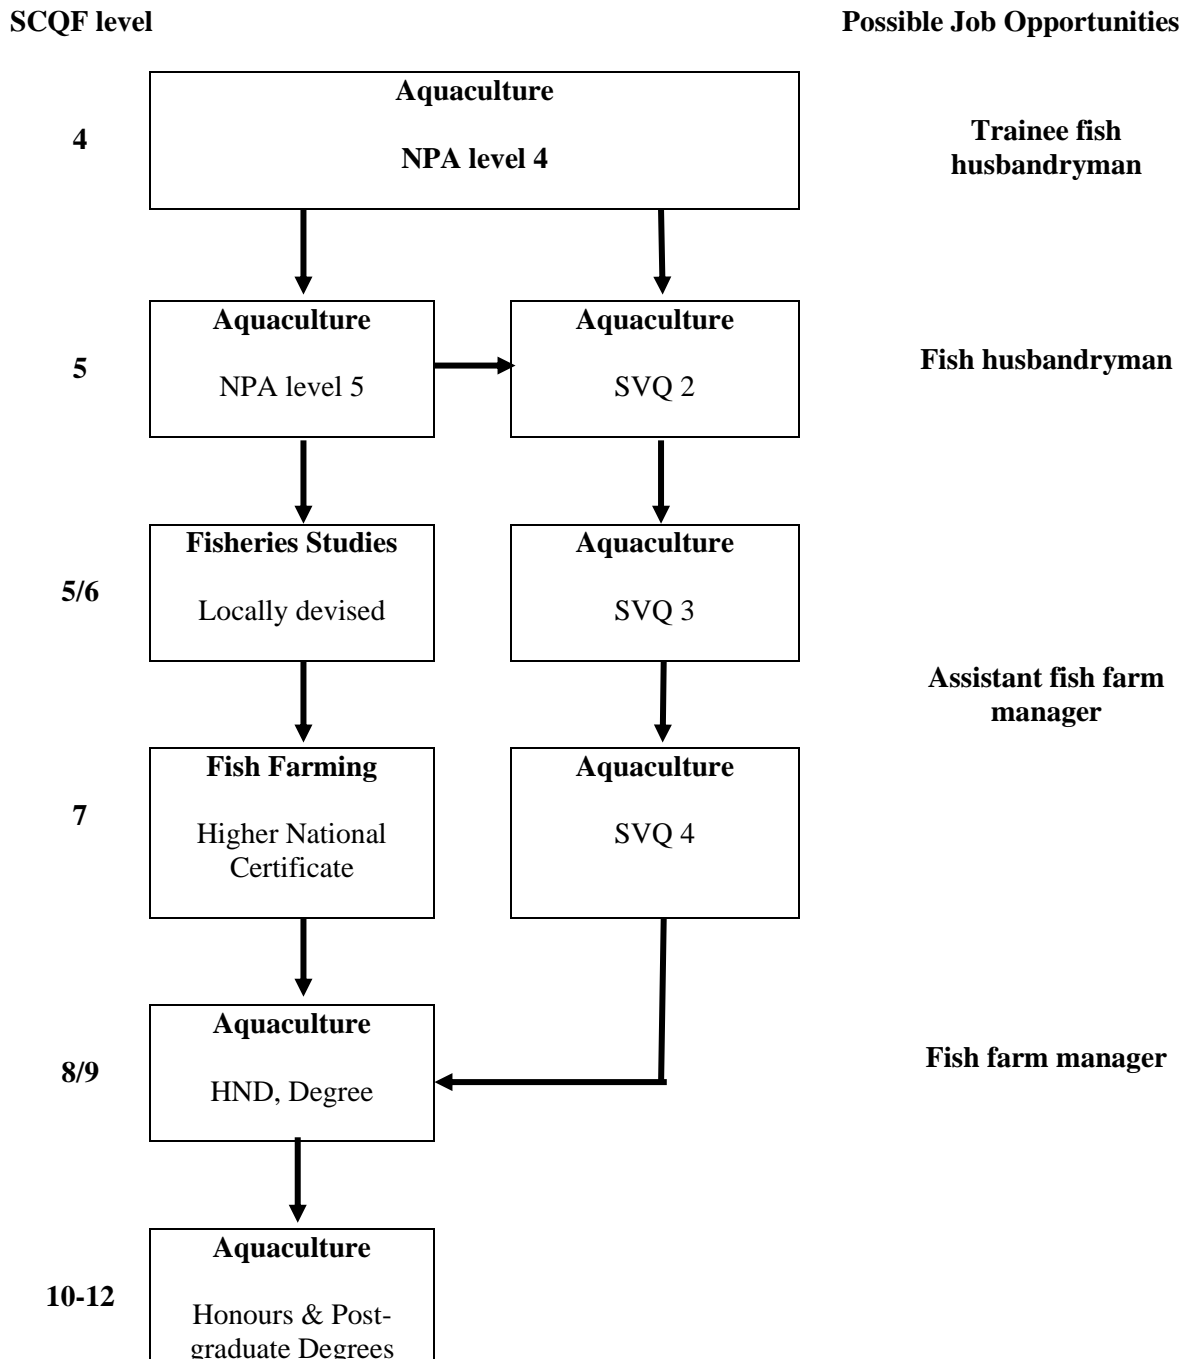 SCQF level
Possible Job Opportunities
Aquaculture
NPA level 4
4
Trainee fish
husbandryman
Aquaculture
NPA level 5
Aquaculture
SVQ 2
5
Fish husbandryman
Fisheries Studies
Locally devised
Aquaculture
SVQ 3
5/6
Assistant fish farm
manager
Fish Farming
Higher National
Certificate
Aquaculture
SVQ 4
7
Aquaculture
HND, Degree
8/9
Fish farm manager
Aquaculture
Honours & Post-
graduate Degrees
10-12